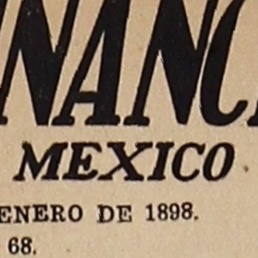 NANC
MEXICO
ENERO DE 1898.
68.